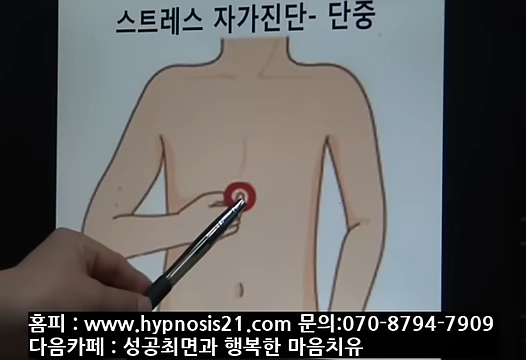 스트레스 자가진단- 단중
홈피 : www.hypnosis21.com 문의:070-8794-7909
다음카페 : 성공최면과 행복한 마음치유